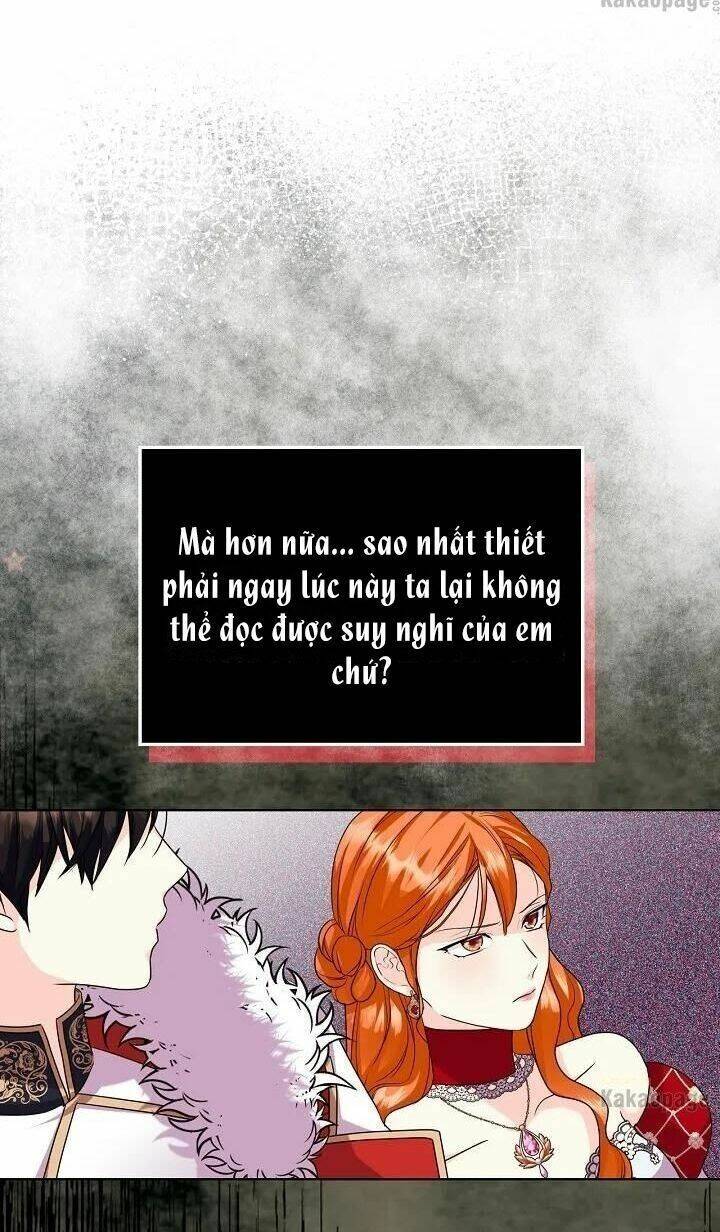 Kakaopage
Mà hơn nữa... sao nhất thiết
phải ngay lúc này ta lại không
thể đọc được suy nghĩ của em
chứ?
Kakaopage